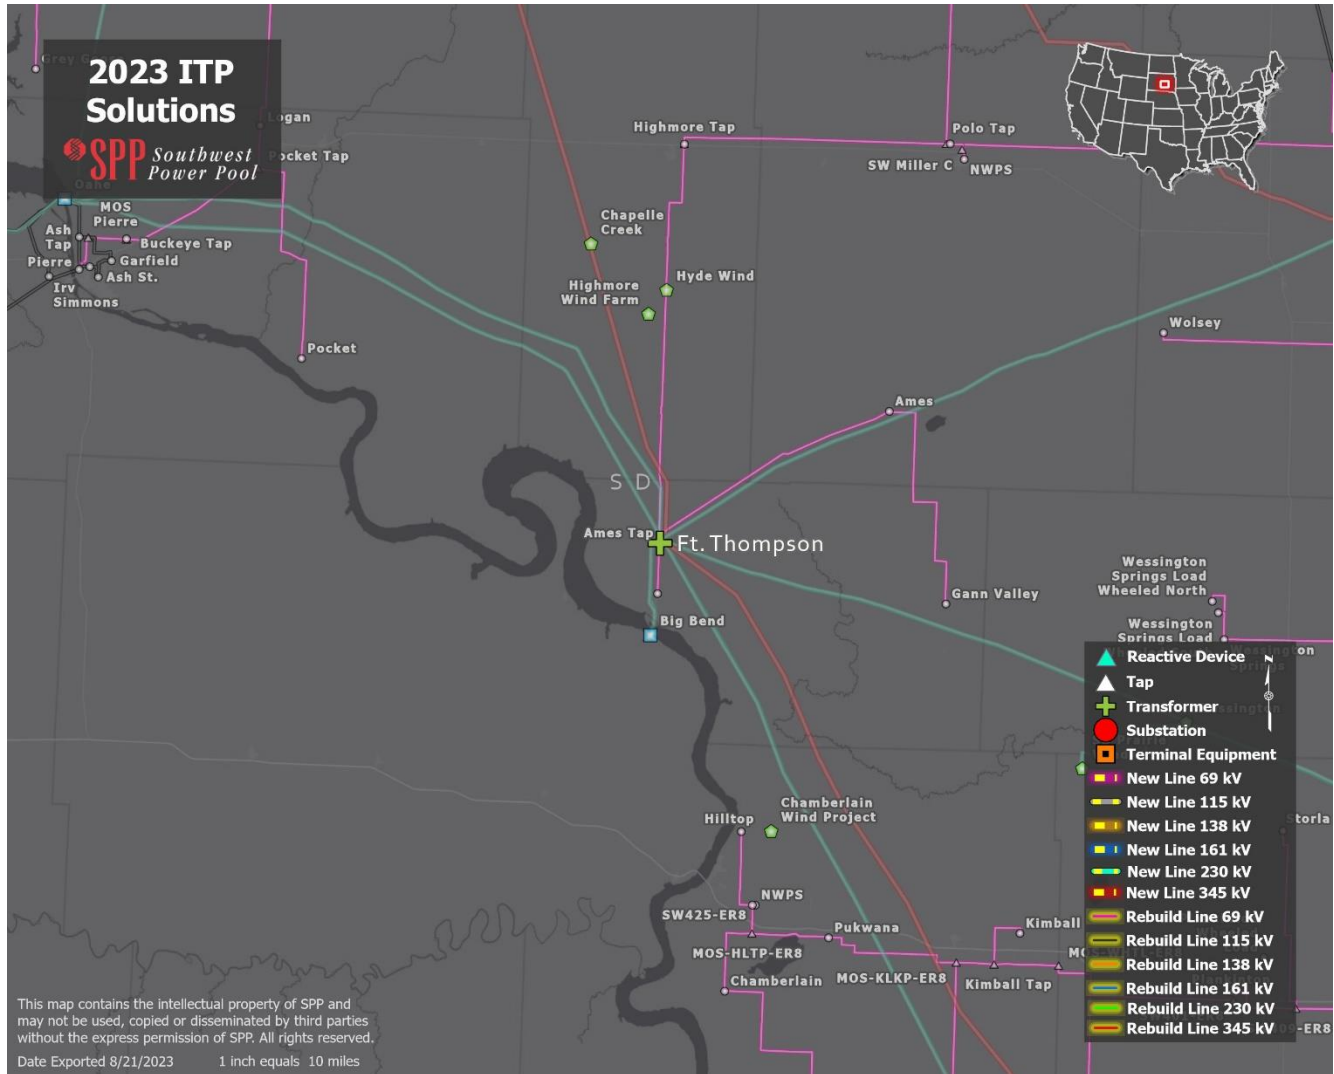 2023 ITP
Solutions
SPP Southwest
Power Pool
Logan
Pocket Tap
Oahe
MOS
Pierre
Ash
Tap
Buckeye Tap
Pierre
Garfield
Ash St.
Irv
Simmons
Pocket
Highmore Tap
Polo Tap
SW Miller C
NWPS
Chapelle
Creek
Hyde Wind
Highmore
Wind Farm
Wolsey
Ames
S D
Ames Tap
Ft. Thompson
Big Bend
Gann Valley
Wessington
Springs Load
Wheeled North
Wessington
Springs Load
Hilltop
Chamberlain
Wind Project
NWPS
SW425-ER8
Pukwana
MOS-HLTP-ER8
Chamberlain
MOS-KLKP-ER8
Kimball
Kimball Tap
Storla
Reactive Device
Tap
Transformer
Substation
Terminal Equipment
New Line 69 kV
New Line 115 kV
New Line 138 kV
New Line 161 kV
New Line 230 kV
New Line 345 kV
Rebuild Line 69 kV
Rebuild Line 115 kV
Rebuild Line 138 kV
Rebuild Line 161 kV
Rebuild Line 230 kV
Rebuild Line 345 kV
N
This map contains the intellectual property of SPP and
may not be used, copied or disseminated by third parties
without the express permission of SPP. All rights reserved.
Date Exported 8/21/2023 1 inch equals 10 miles